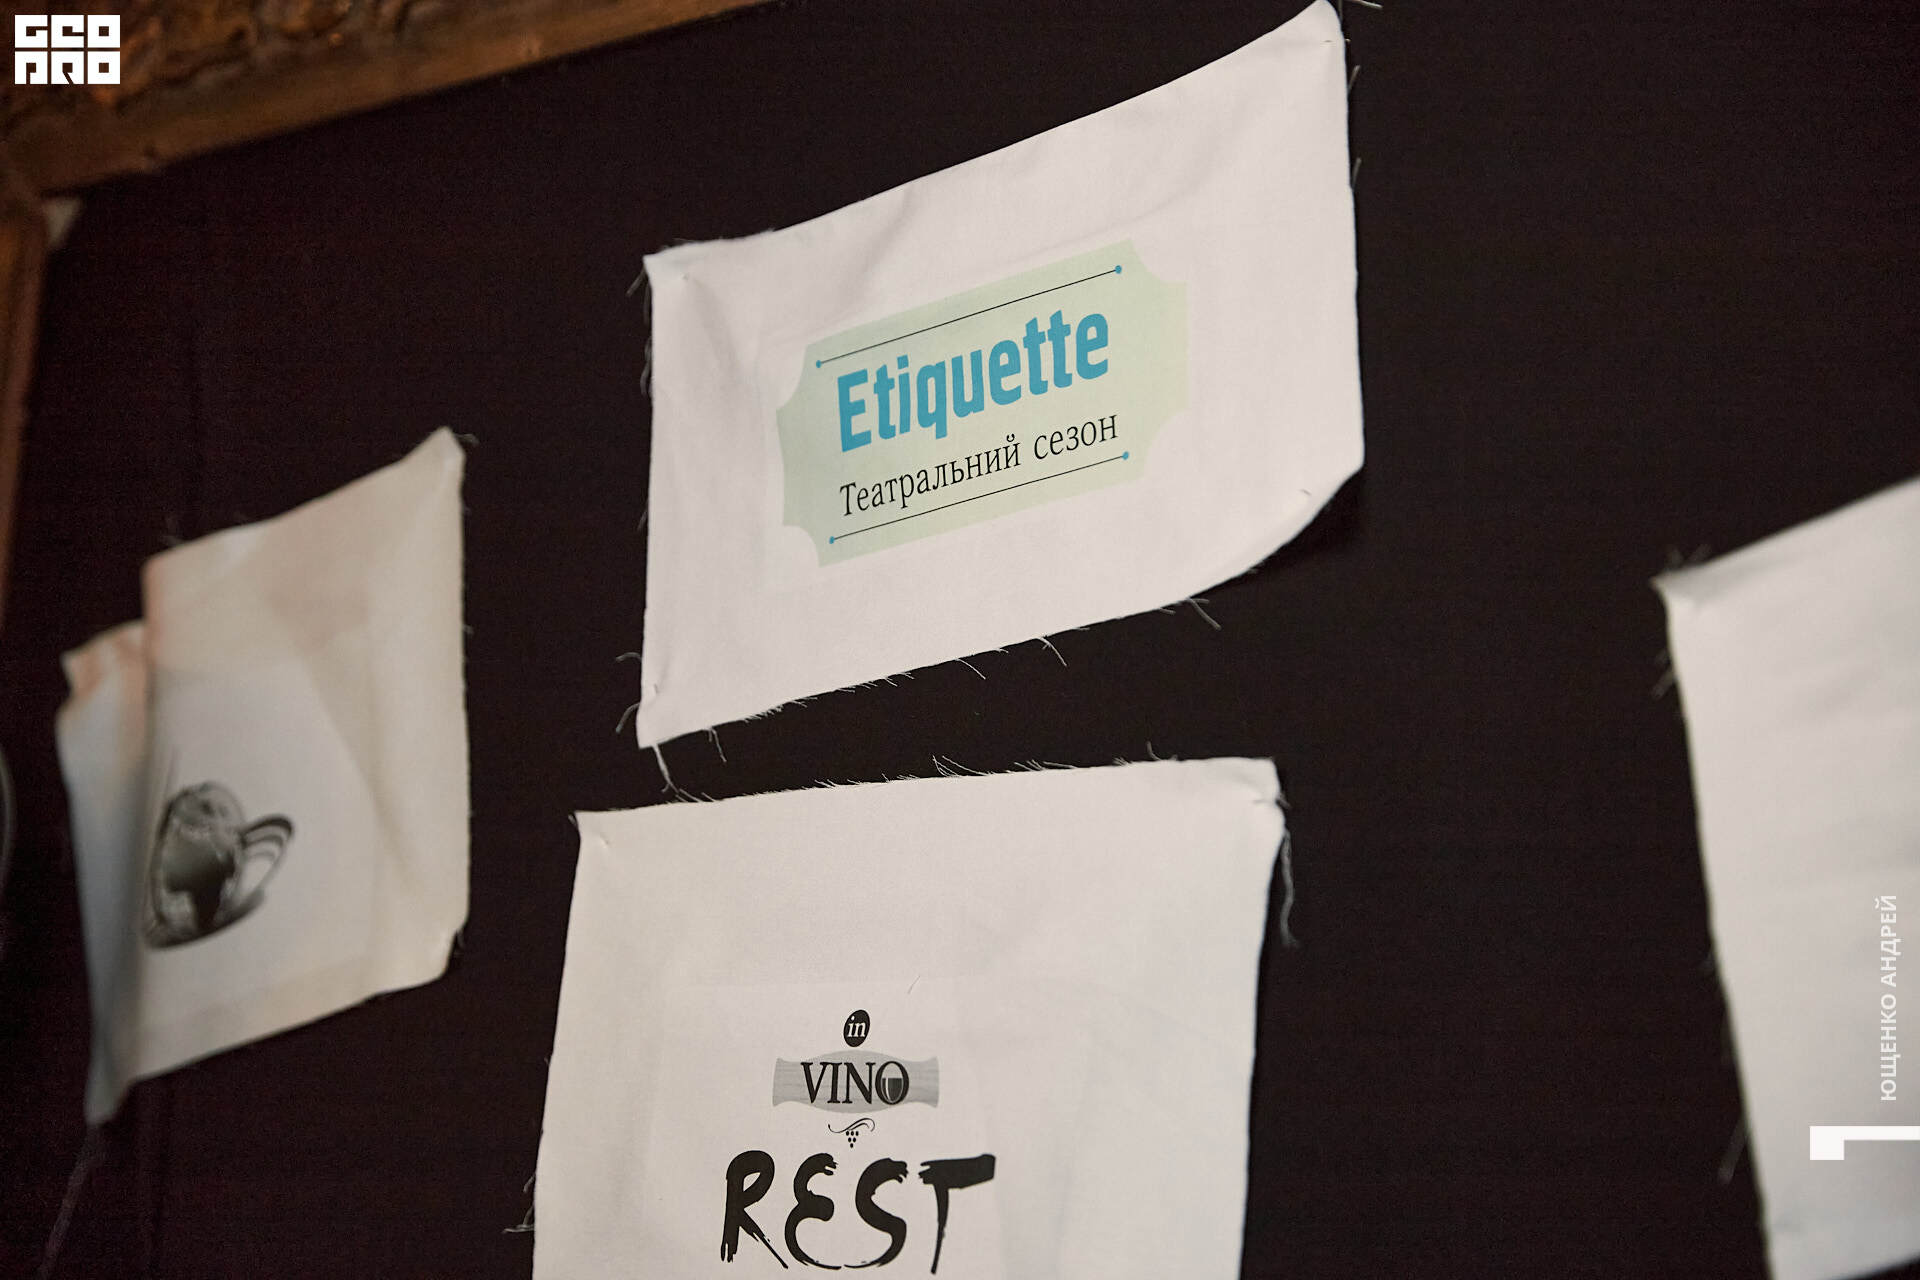 GEO
PRO
Etiquette
Театральний сезон
in
VINO
REST
ЮЩЕНКО АНДРЕЙ